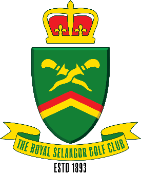 THE ROYAL SELANGOR GOLF CLUB
ESTD 1893